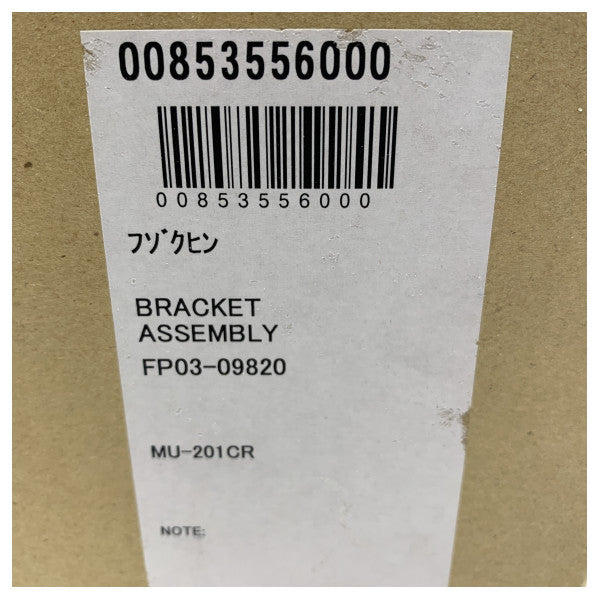 00853556000
00853556000
ﾌｿﾞｸﾋﾝ
BRACKET
ASSEMBLY
FP03-09820
MU-201CR
NOTE: